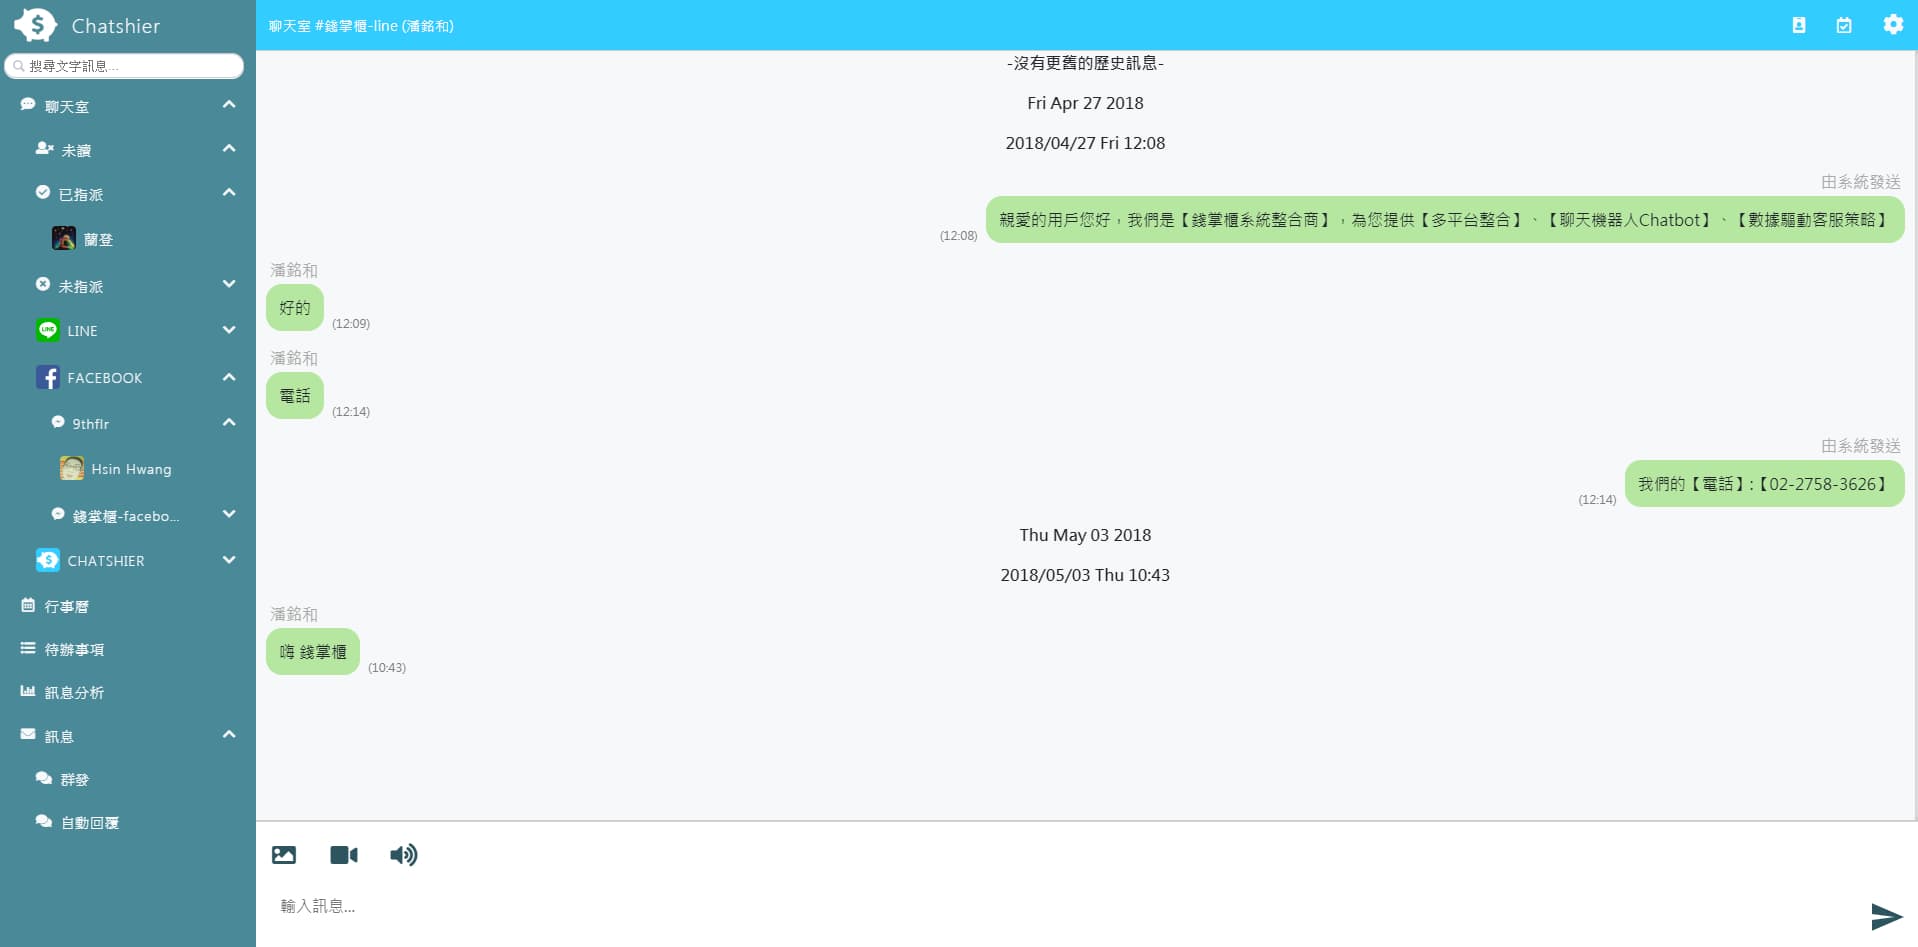 Chatshier
搜尋文字訊息...
聊天室
未讀
已指派
蘭登
未指派
LINE
FACEBOOK
9thflr
Hsin Hwang
錢掌櫃-facebo...
CHATSHIER
行事曆
待辦事項
訊息分析
訊息
群發
自動回覆
聊天室 #錢掌櫃-line (潘銘和)
-沒有更舊的歷史訊息-
Fri Apr 27 2018
2018/04/27 Fri 12:08
由系統發送
親愛的用戶您好，我們是【錢掌櫃系統整合商】，為您提供【多平台整合】、【聊天機器人Chatbot】、【數據驅動客服策略】
(12:08)
潘銘和
好的
(12:09)
潘銘和
電話
(12:14)
由系統發送
我們的【電話】:【02-2758-3626】
(12:14)
Thu May 03 2018
2018/05/03 Thu 10:43
潘銘和
嗨 錢掌櫃
(10:43)
輸入訊息...